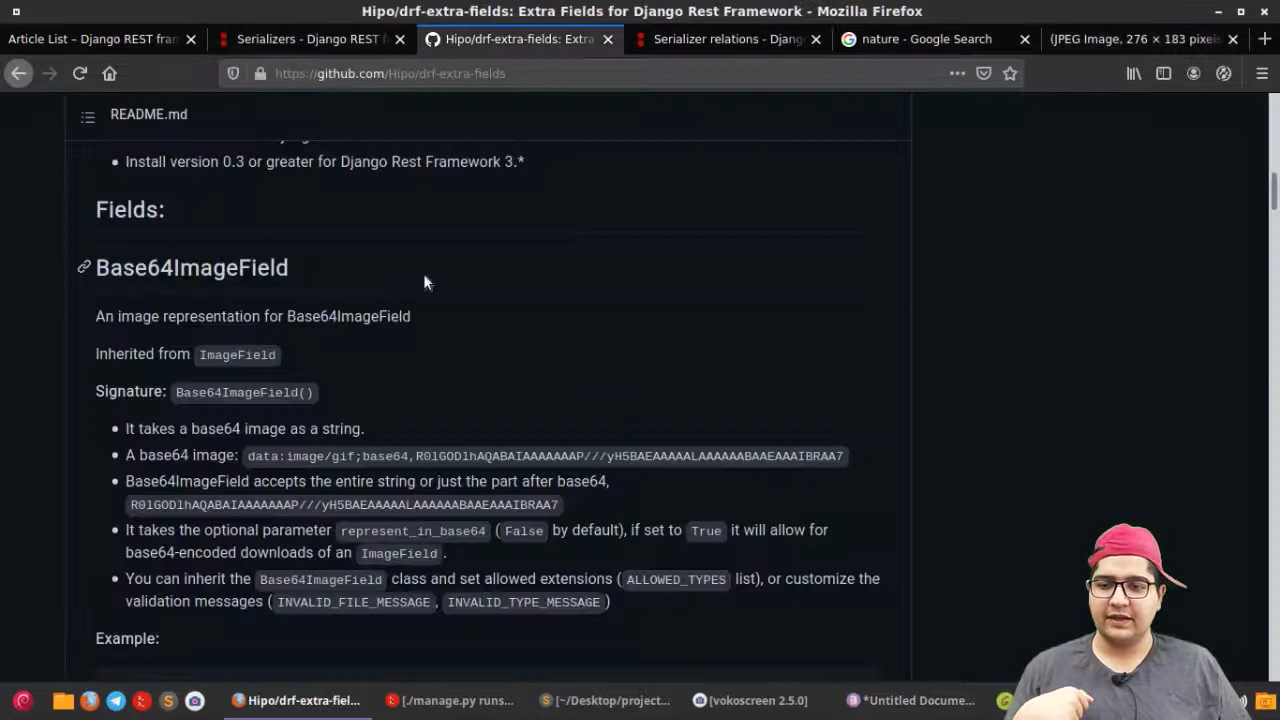 Hipo/drf-extra-fields: Extra Fields for Django Rest Framework - Mozilla Firefox
Article List – Django REST fran
Serializers - Django REST f
Hipo/drf-extra-fields: Extra
Serializer relations - Djang
nature - Google Search
(JPEG Image, 276 × 183 pixels
https://github.com/Hipo/drf-extra-fields
README.md
Install version 0.3 or greater for Django Rest Framework 3.*
Fields:
Base64ImageField
An image representation for Base64ImageField
Inherited from ImageField
Signature: Base64ImageField()
It takes a base64 image as a string.
A base64 image: data:image/gif;base64,R0lGODlhAQABAIAAAAAAAP///yH5BAEAAAAALAAAAAABAAEAAAIBRAA7
Base64ImageField accepts the entire string or just the part after base64,
R0lGODlhAQABAIAAAAAAAP///yH5BAEAAAAALAAAAAABAAEAAAIBRAA7
It takes the optional parameter represent_in_base64 ( False by default), if set to True it will allow for
base64-encoded downloads of an ImageField.
You can inherit the Base64ImageField class and set allowed extensions ( ALLOWED_TYPES list), or customize the
validation messages ( INVALID_FILE_MESSAGE, INVALID_TYPE_MESSAGE )
Example:
Hipo/drf-extra-fiel...
[./manage.py runs...
[~/Desktop/project...
[vokoscreen 2.5.0]
*Untitled Docume...